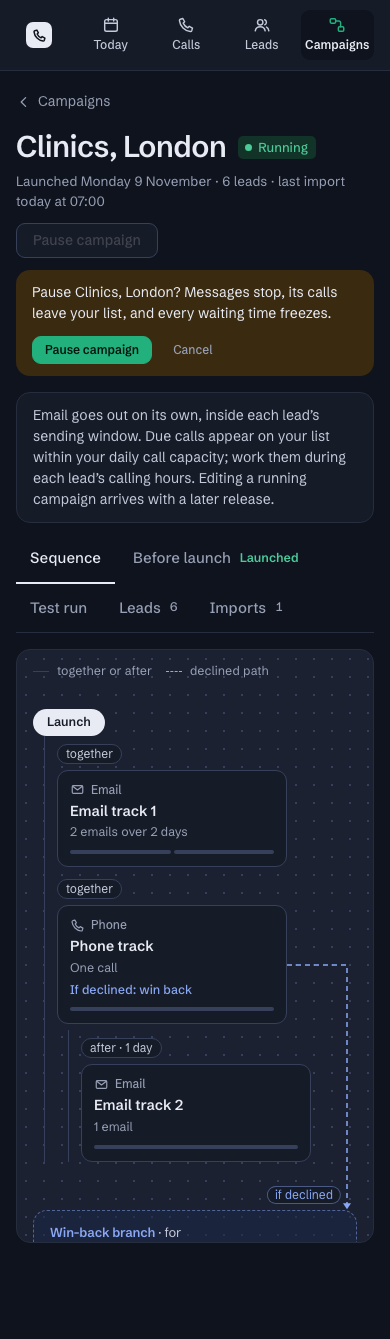 Today
Calls
Leads
Campaigns
Campaigns
Clinics, London
Running
Launched Monday 9 November · 6 leads · last import
today at 07:00
Pause campaign
Pause Clinics, London? Messages stop, its calls
leave your list, and every waiting time freezes.
Pause campaign
Cancel
Email goes out on its own, inside each lead’s
sending window. Due calls appear on your list
within your daily call capacity; work them during
each lead’s calling hours. Editing a running
campaign arrives with a later release.
Sequence
Before launch Launched
Test run
Leads 6
Imports 1
together or after
declined path
Launch
together
Email
Email track 1
2 emails over 2 days
together
Phone
Phone track
One call
If declined: win back
after · 1 day
Email
Email track 2
1 email
if declined
Win-back branch · for